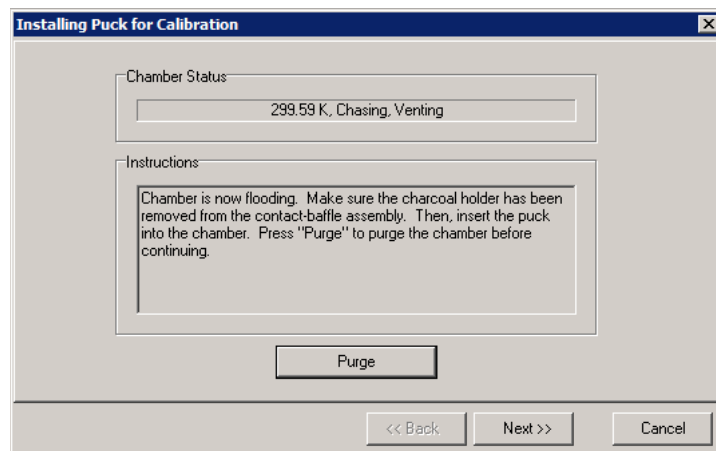 Installing Puck for Calibration
Chamber Status
299.59 K, Chasing, Venting
Instructions
Chamber is now flooding.  Make sure the charcoal holder has been
removed from the contact-baffle assembly.  Then, insert the puck
into the chamber.  Press "Purge" to purge the chamber before
continuing.
Purge
<< Back
Next >>
Cancel